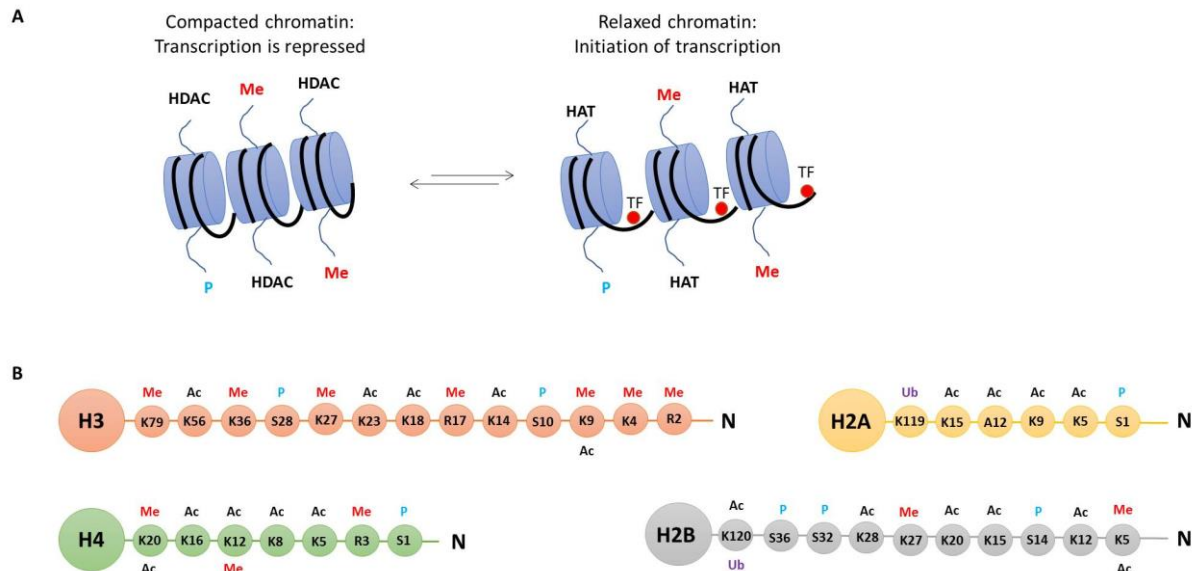 A
Compacted chromatin:
Transcription is repressed
Relaxed chromatin:
Initiation of transcription
HDAC Me HDAC
HAT Me HAT
TF TF TF
P HDAC Me
P HAT Me
B
Me Ac Me P Me Ac Ac Me Ac P Me Me Me
H3 K79 K56 K36 S28 K27 K23 K18 R17 K14 S10 K9 K4 R2 N
Ac
Ub Ac Ac Ac Ac P
H2A K119 K15 A12 K9 K5 S1 N
Me Ac Ac Ac Ac Me P
H4 K20 K16 K12 K8 K5 R3 S1 N
Ac Me
Ac P P Ac Me Ac Ac P Ac Me
H2B K120 S36 S32 K28 K27 K20 K15 S14 K12 K5 N
Ub Ac